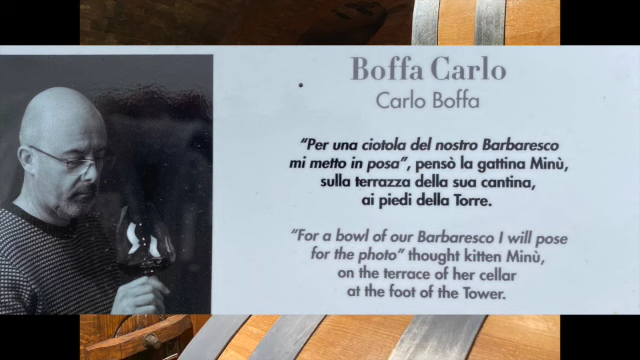 Boffa Carlo
Carlo Boffa
“Per una ciotola del nostro Barbaresco
mi metto in posa”, pensò la gattina Minù,
sulla terrazza della sua cantina,
ai piedi della Torre.
“For a bowl of our Barbaresco I will pose
for the photo” thought kitten Minù,
on the terrace of her cellar
at the foot of the Tower.